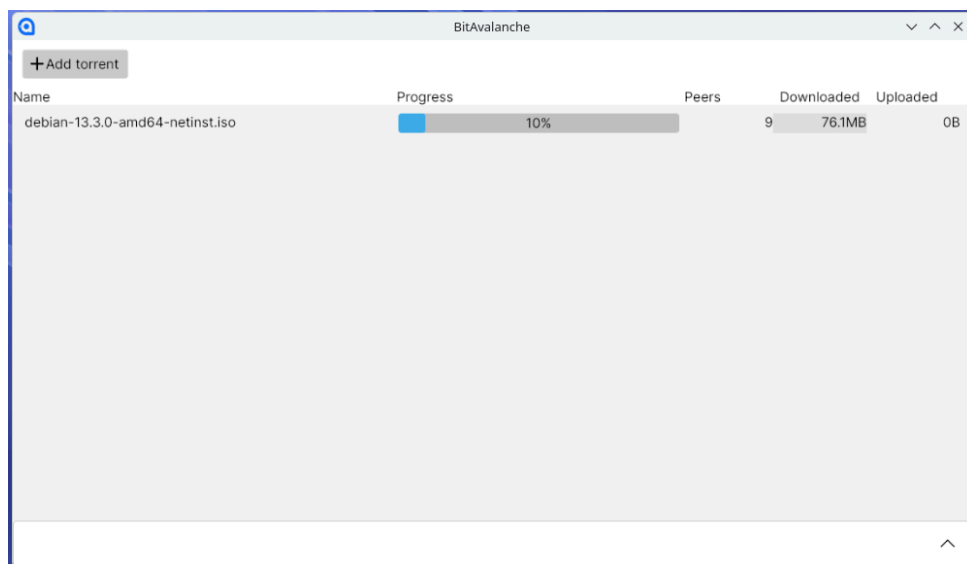 BitAvalanche
+Add torrent
Name Progress Peers Downloaded Uploaded
debian-13.3.0-amd64-netinst.iso 10% 9 76.1MB 0B